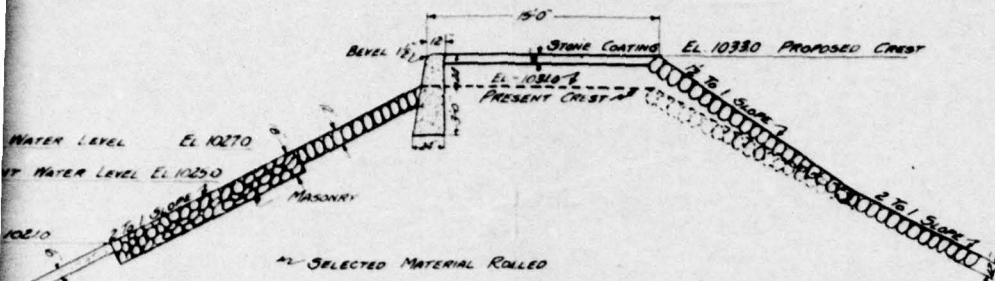 15'-0"
12"
BEVEL 1½"
STONE COATING
EL. 1033.0 PROPOSED CREST
EL-1031.0
PRESENT CREST
1½ TO 1 SLOPE
WATER LEVEL EL 1027.0
WATER LEVEL EL 1025.0
2 TO 1 SLOPE
MASONRY
2 TO 1 SLOPE
1021.0
SELECTED MATERIAL ROLLED